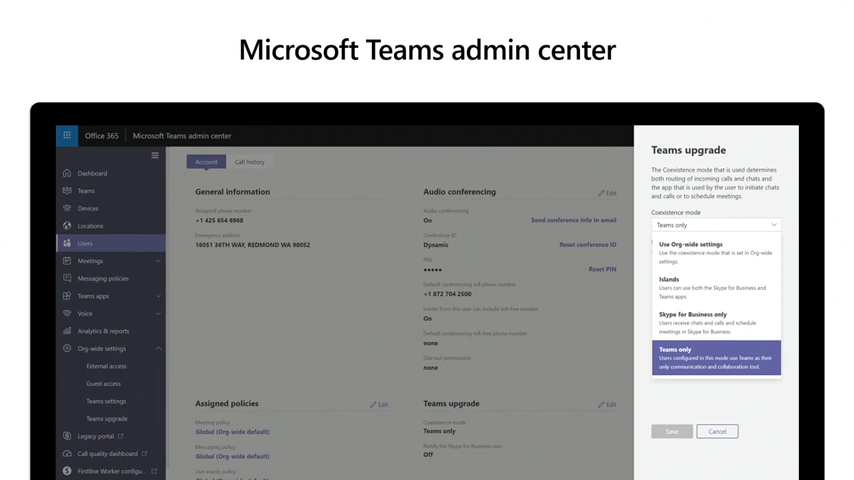 Microsoft Teams admin center
Office 365
Microsoft Teams admin center
Dashboard
Teams
Devices
Locations
Users
Meetings
Messaging policies
Teams apps
Voice
Analytics & reports
Org-wide settings
External access
Guest access
Teams settings
Teams upgrade
Legacy portal
Call quality dashboard
Firstline Worker configu...
Account
Call history
General information
Assigned phone number
+1 425 654 6968
Emergency address
16051 36TH WAY, REDMOND WA 98052
Audio conferencing
Edit
Audio conferencing
On
Send conference info in email
Conference ID
Dynamic
Reset conference ID
PIN
•••••
Reset PIN
Default conferencing toll phone number
+1 872 704 2500
Invites from this user can include toll-free number
On
Default conferencing toll-free phone number
none
Dial-out permissions
none
Assigned policies
Edit
Meeting policy
Global (Org-wide default)
Messaging policy
Global (Org-wide default)
Live events policy
Teams upgrade
Edit
Coexistence mode
Teams only
Notify the Skype for Business user
Off
Teams upgrade
The Coexistence mode that is used determines
both routing of incoming calls and chats and
the app that is used by the user to initiate chats
and calls or to schedule meetings.
Coexistence mode
Teams only
Use Org-wide settings
Use the coexistence mode that is set in Org-wide
settings.
Islands
Users can use both the Skype for Business and
Teams apps.
Skype for Business only
Users receive chats and calls and schedule
meetings in Skype for Business.
Teams only
Users configured in this mode use Teams as their
only communication and collaboration tool.
Save
Cancel